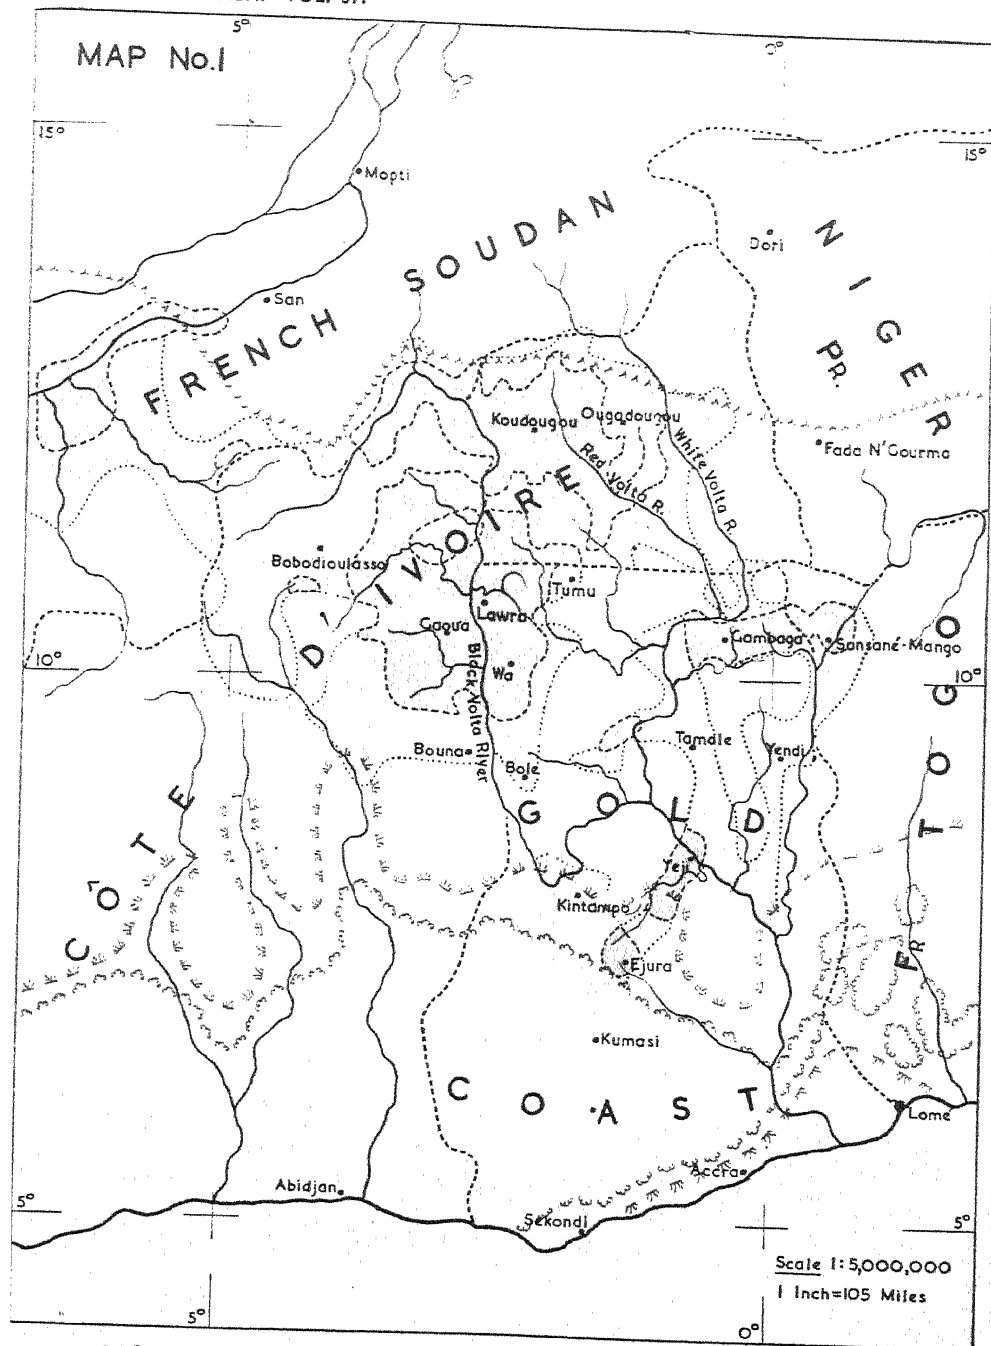 MAP No.1
5°
0°
15°
15°
Mopti
Dori
San
FRENCH SOUDAN
NIGER
PR.
Koudougou
Ougadougou
Fada N'Gourma
Red Volta R.
White Volta R.
CÔTE D'IVOIRE
Bobodioulasso
Tumu
Lawra
Gaoua
Gambaga
Sansané-Mango
Wa
10°
10°
Black Volta River
Bouna
Bole
Tamale
Yendi
GOLD COAST
FR TOGO
Yeji
Kintampo
Ejura
Kumasi
Lome
Accra
Abidjan
Sekondi
5°
5°
Scale 1:5,000,000
1 Inch=105 Miles
5°
0°